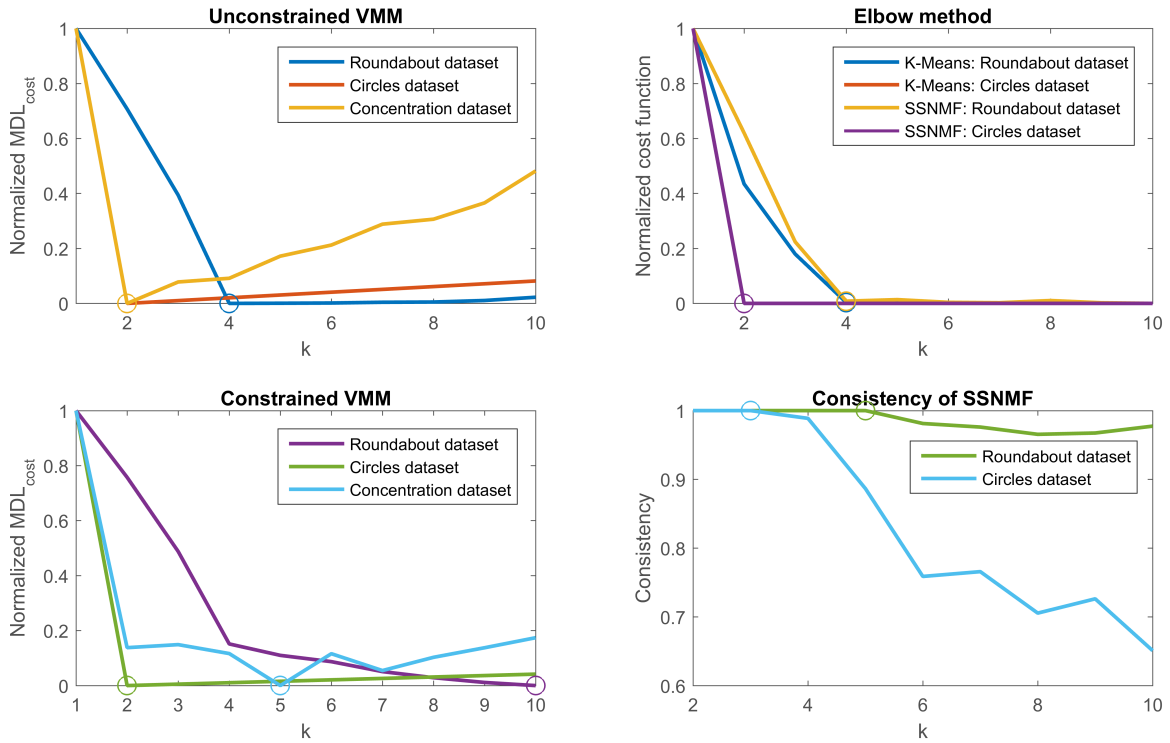 Unconstrained VMM
1
0.8
0.6
0.4
0.2
0
Normalized MDL_cost
Roundabout dataset
Circles dataset
Concentration dataset
2
4
6
8
10
k
Elbow method
1
0.8
0.6
0.4
0.2
0
Normalized cost function
K-Means: Roundabout dataset
K-Means: Circles dataset
SSNMF: Roundabout dataset
SSNMF: Circles dataset
2
4
6
8
10
k
Constrained VMM
1
0.8
0.6
0.4
0.2
0
Normalized MDL_cost
Roundabout dataset
Circles dataset
Concentration dataset
1
2
3
4
5
6
7
8
9
10
k
Consistency of SSNMF
1
0.9
0.8
0.7
0.6
Consistency
Roundabout dataset
Circles dataset
2
4
6
8
10
k